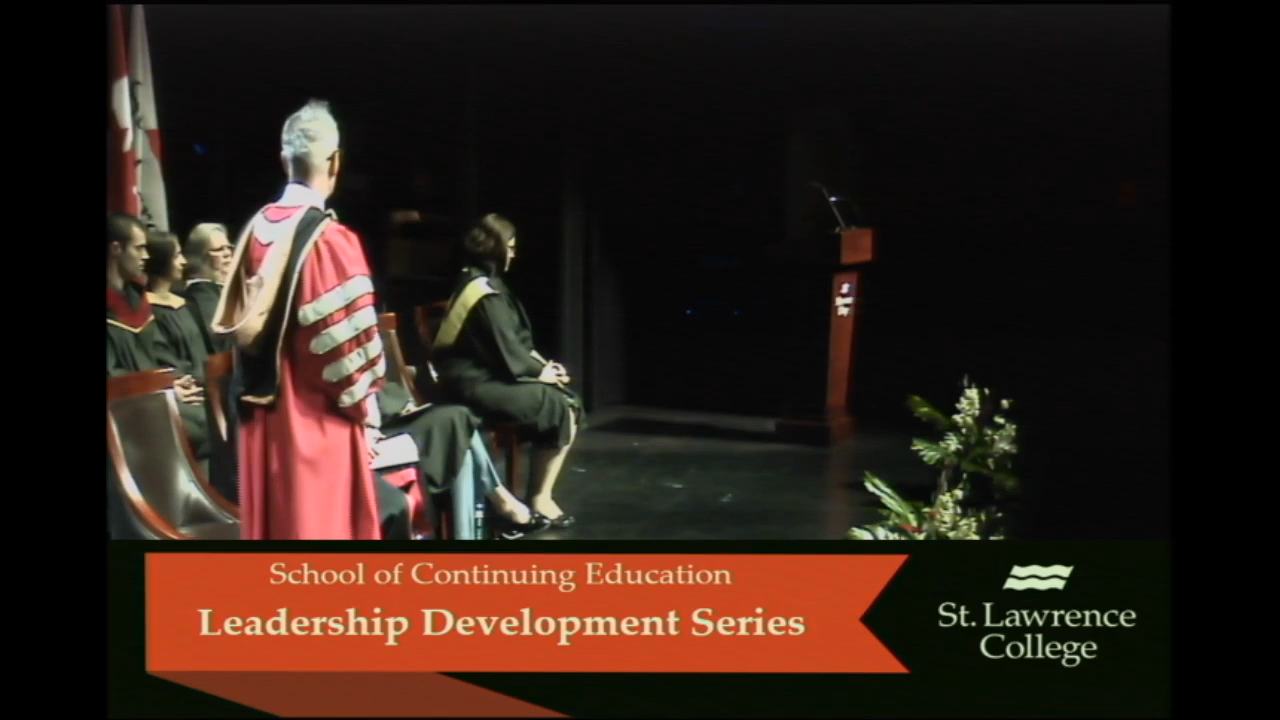 School of Continuing Education
Leadership Development Series
St. Lawrence
College